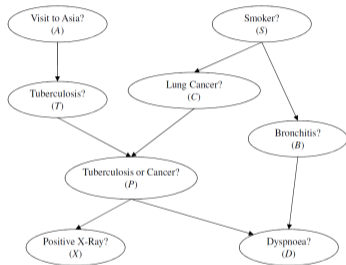 Visit to Asia?
(A)
Smoker?
(S)
Tuberculosis?
(T)
Lung Cancer?
(C)
Bronchitis?
(B)
Tuberculosis or Cancer?
(P)
Positive X-Ray?
(X)
Dyspnoea?
(D)